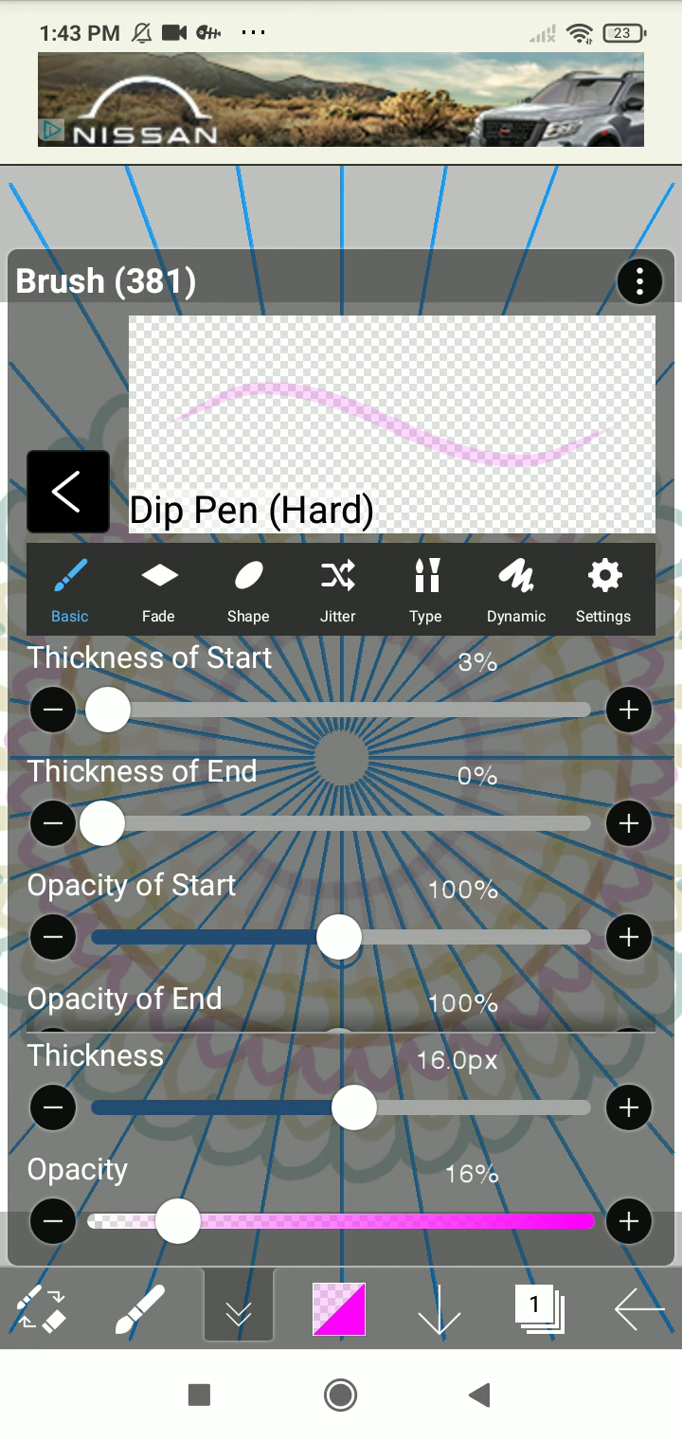 1:43 PM
23
NISSAN
Brush (381)
Dip Pen (Hard)
Basic
Fade
Shape
Jitter
Type
Dynamic
Settings
Thickness of Start 3%
Thickness of End 0%
Opacity of Start 100%
Opacity of End 100%
Thickness 16.0px
Opacity 16%
1